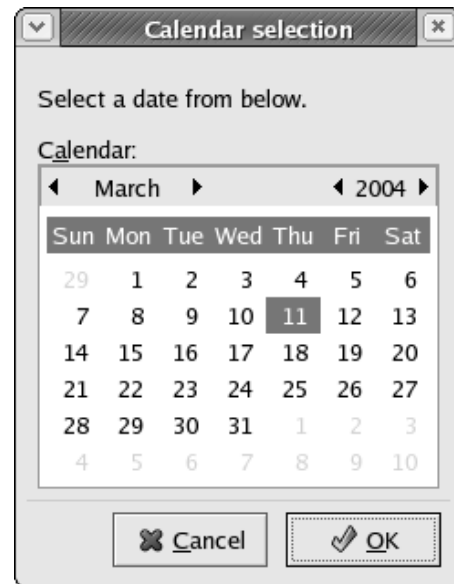 Calendar selection
Select a date from below.
Calendar:
March 2004
Sun Mon Tue Wed Thu Fri Sat
29 1 2 3 4 5 6
7 8 9 10 11 12 13
14 15 16 17 18 19 20
21 22 23 24 25 26 27
28 29 30 31 1 2 3
4 5 6 7 8 9 10
Cancel OK